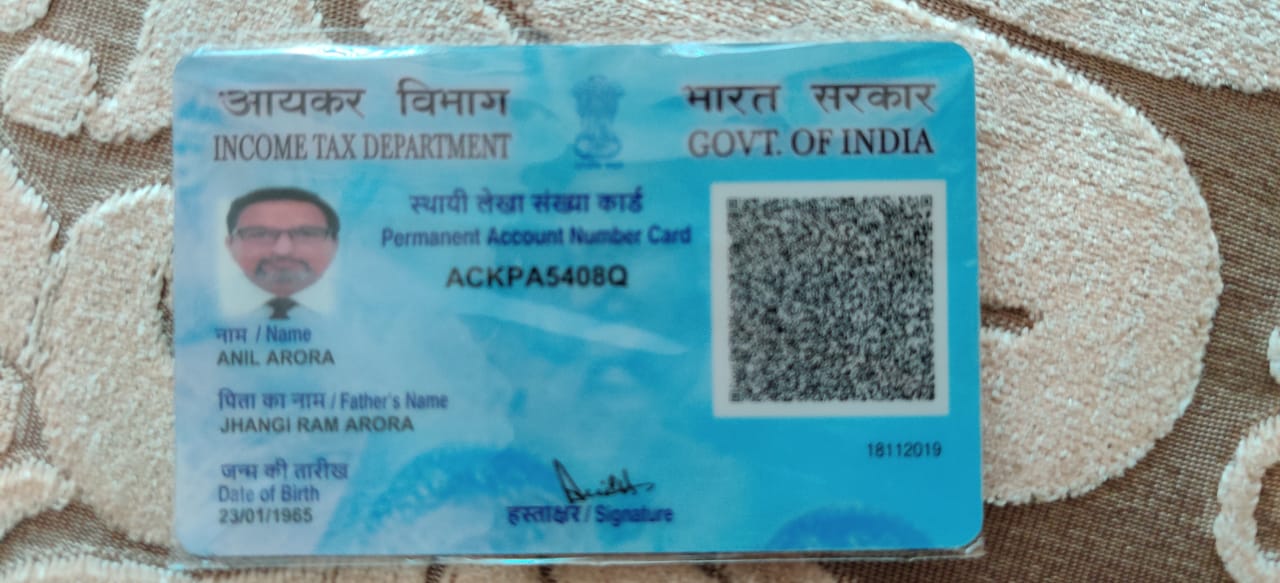 आयकर विभाग
INCOME TAX DEPARTMENT
भारत सरकार
GOVT. OF INDIA
स्थायी लेखा संख्या कार्ड
Permanent Account Number Card
ACKPA5408Q
नाम / Name
ANIL ARORA
पिता का नाम / Father's Name
JHANGI RAM ARORA
जन्म की तारीख
Date of Birth
23/01/1965
हस्ताक्षर / Signature
18112019